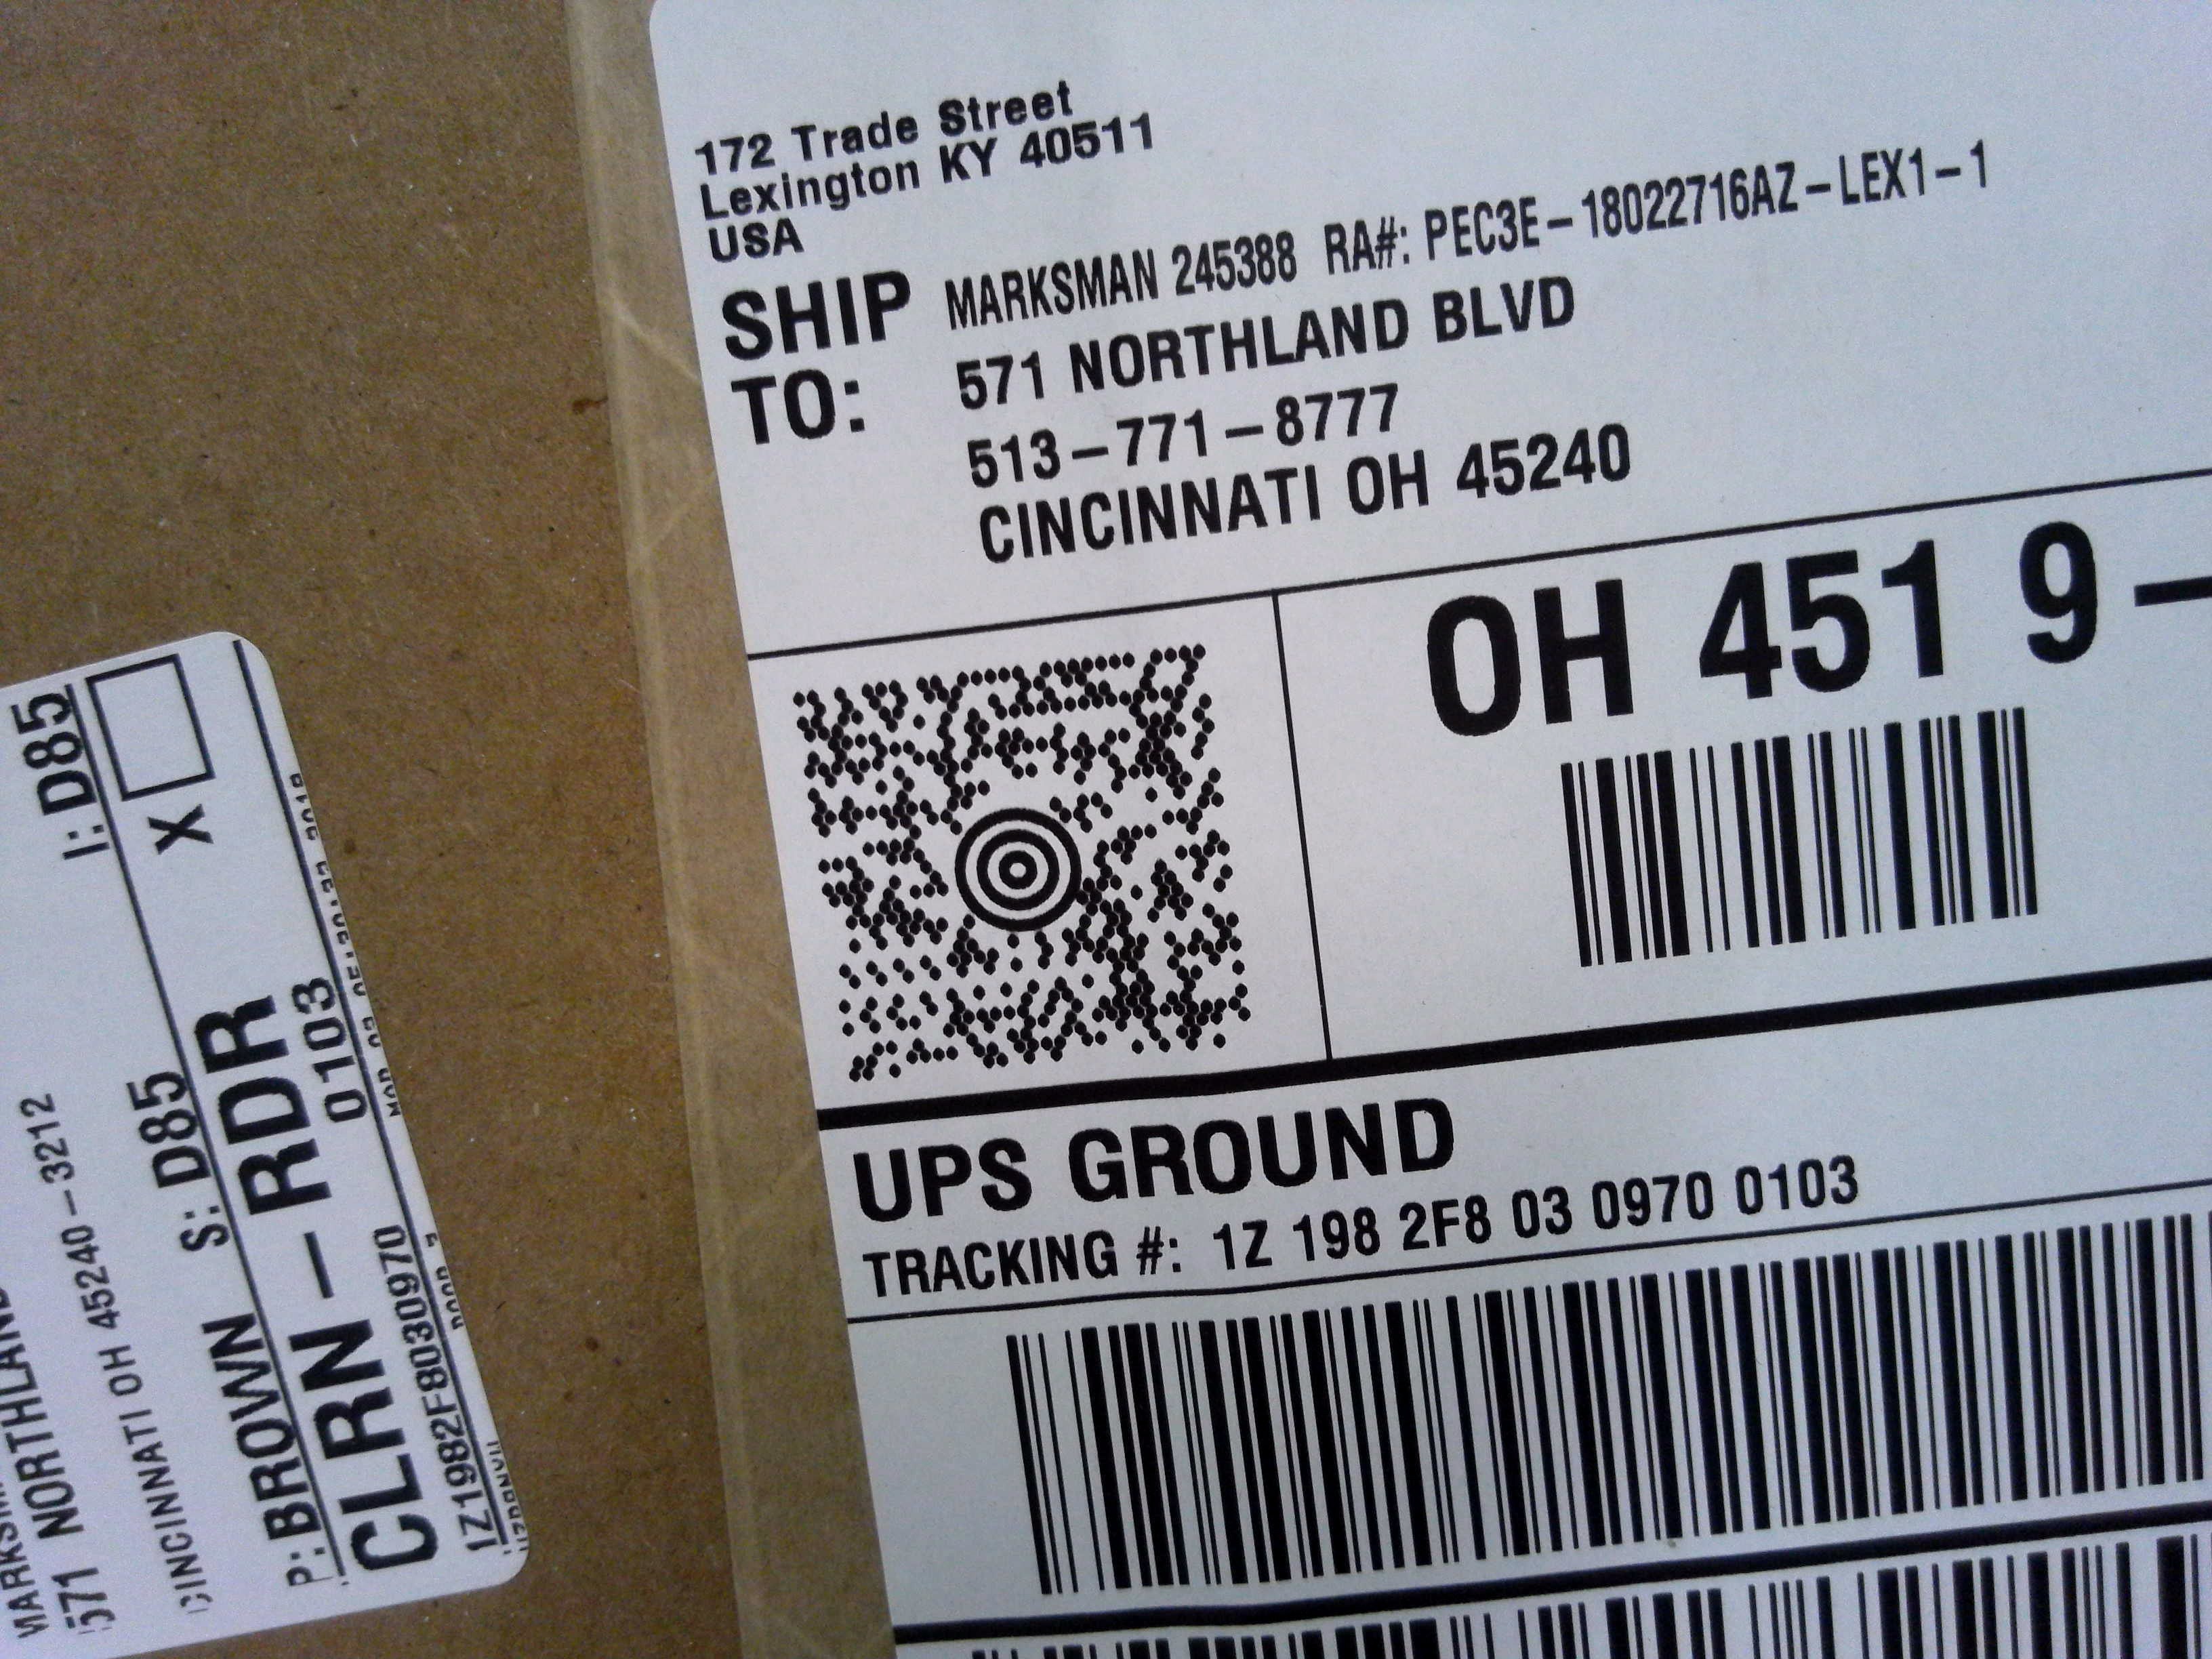 172 Trade Street
Lexington KY 40511
USA
SHIP TO:
MARKSMAN 245388 RA#: PEC3E-18022716AZ-LEX1-1
571 NORTHLAND BLVD
513-771-8777
CINCINNATI OH 45240
OH 451 9-
UPS GROUND
TRACKING #: 1Z 198 2F8 03 0970 0103
571 NORTHLAND
CINCINNATI OH 45240-3212
P: BROWN S: D85 I: D85
CLRN-RDR X
1Z1982F8030970 0103